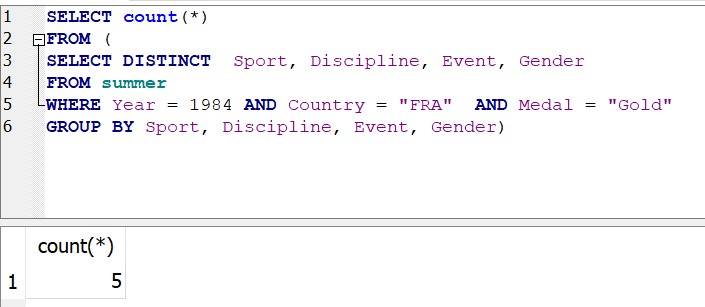 1 SELECT count(*)
2 FROM (
3 SELECT DISTINCT  Sport, Discipline, Event, Gender
4 FROM summer
5 WHERE Year = 1984 AND Country = "FRA"  AND Medal = "Gold"
6 GROUP BY Sport, Discipline, Event, Gender)
count(*)
1 5